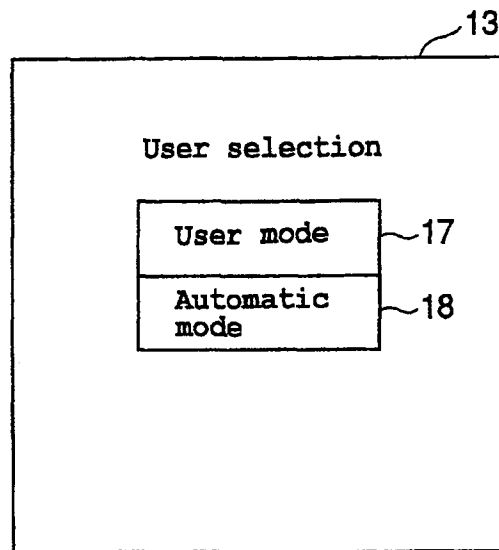 13
User selection
User mode
17
Automatic
mode
18